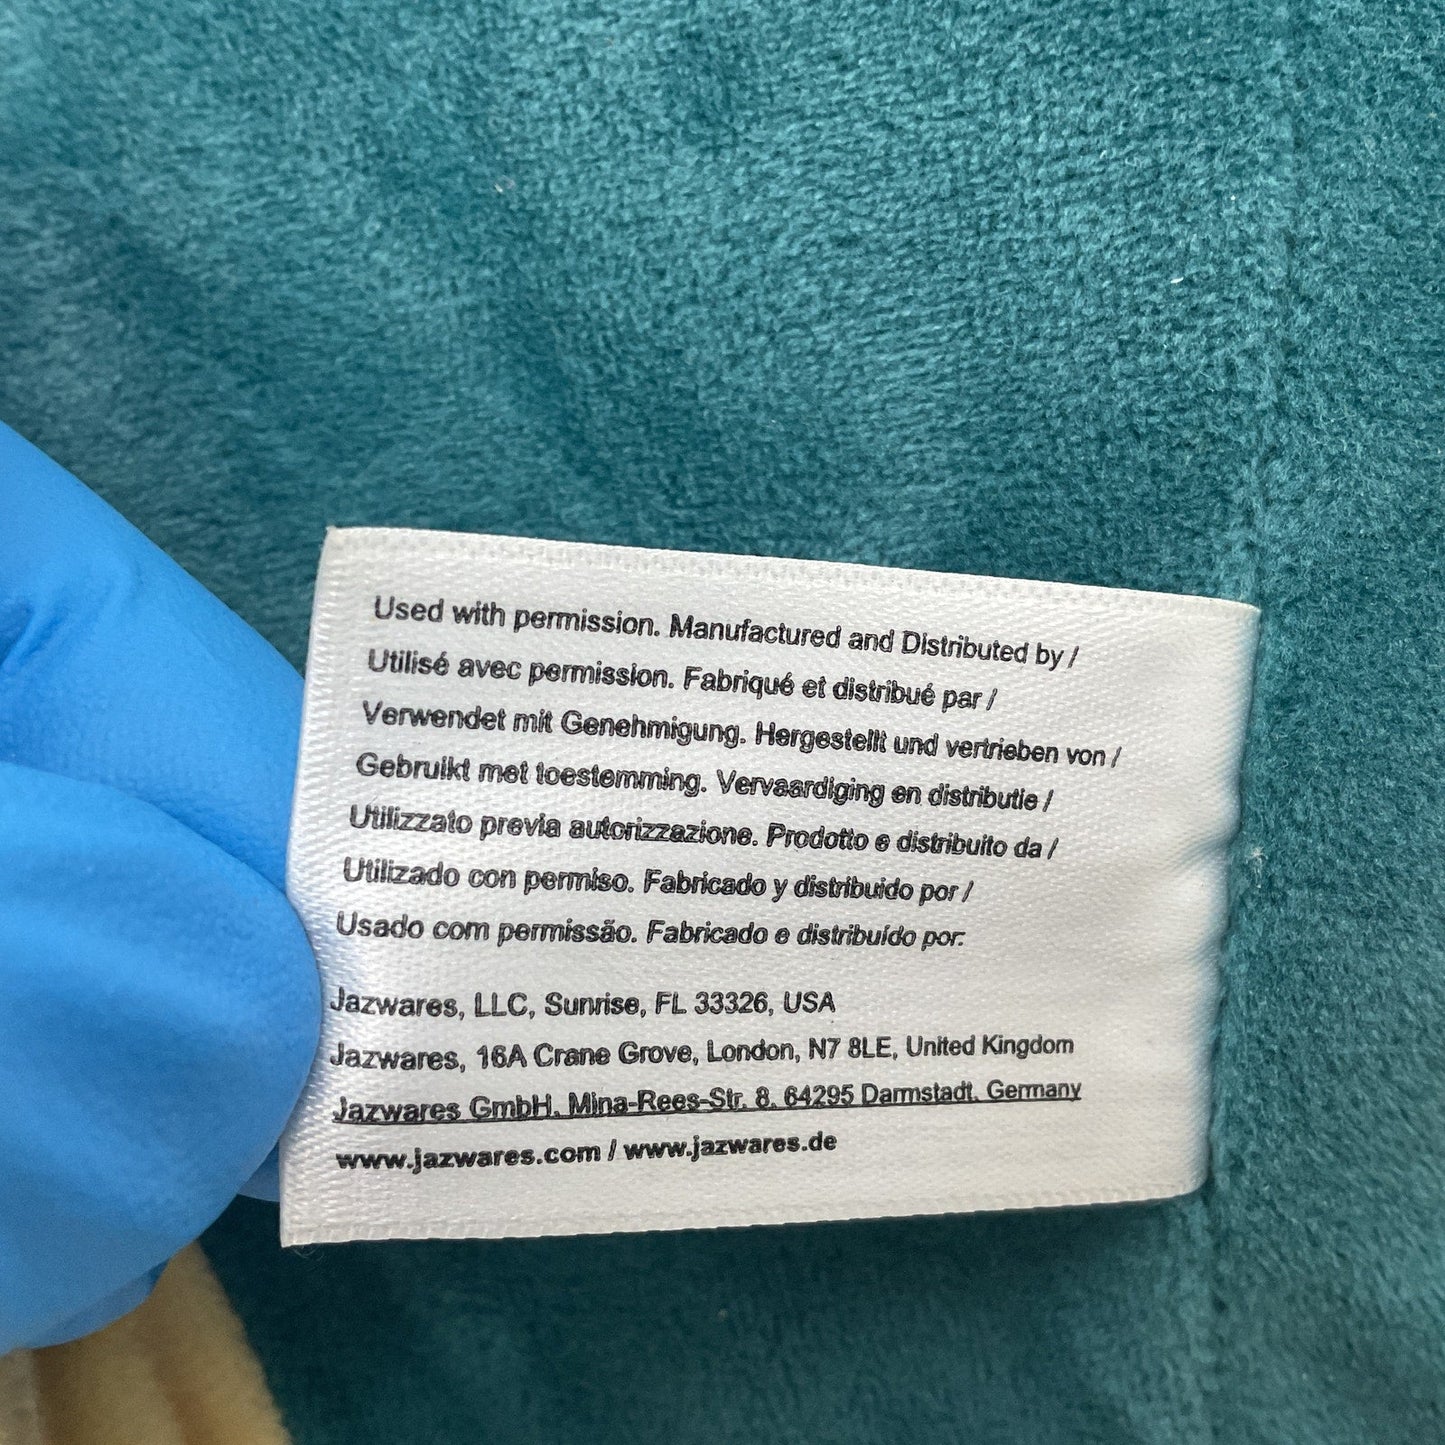 Used with permission. Manufactured and Distributed by /
Utilisé avec permission. Fabriqué et distribué par /
Verwendet mit Genehmigung. Hergestellt und vertrieben von /
Gebruikt met toestemming. Vervaardiging en distributie /
Utilizzato previa autorizzazione. Prodotto e distribuito da /
Utilizado con permiso. Fabricado y distribuido por /
Usado com permissão. Fabricado e distribuído por:
Jazwares, LLC, Sunrise, FL 33326, USA
Jazwares, 16A Crane Grove, London, N7 8LE, United Kingdom
Jazwares GmbH, Mina-Rees-Str. 8, 64295 Darmstadt, Germany
www.jazwares.com / www.jazwares.de